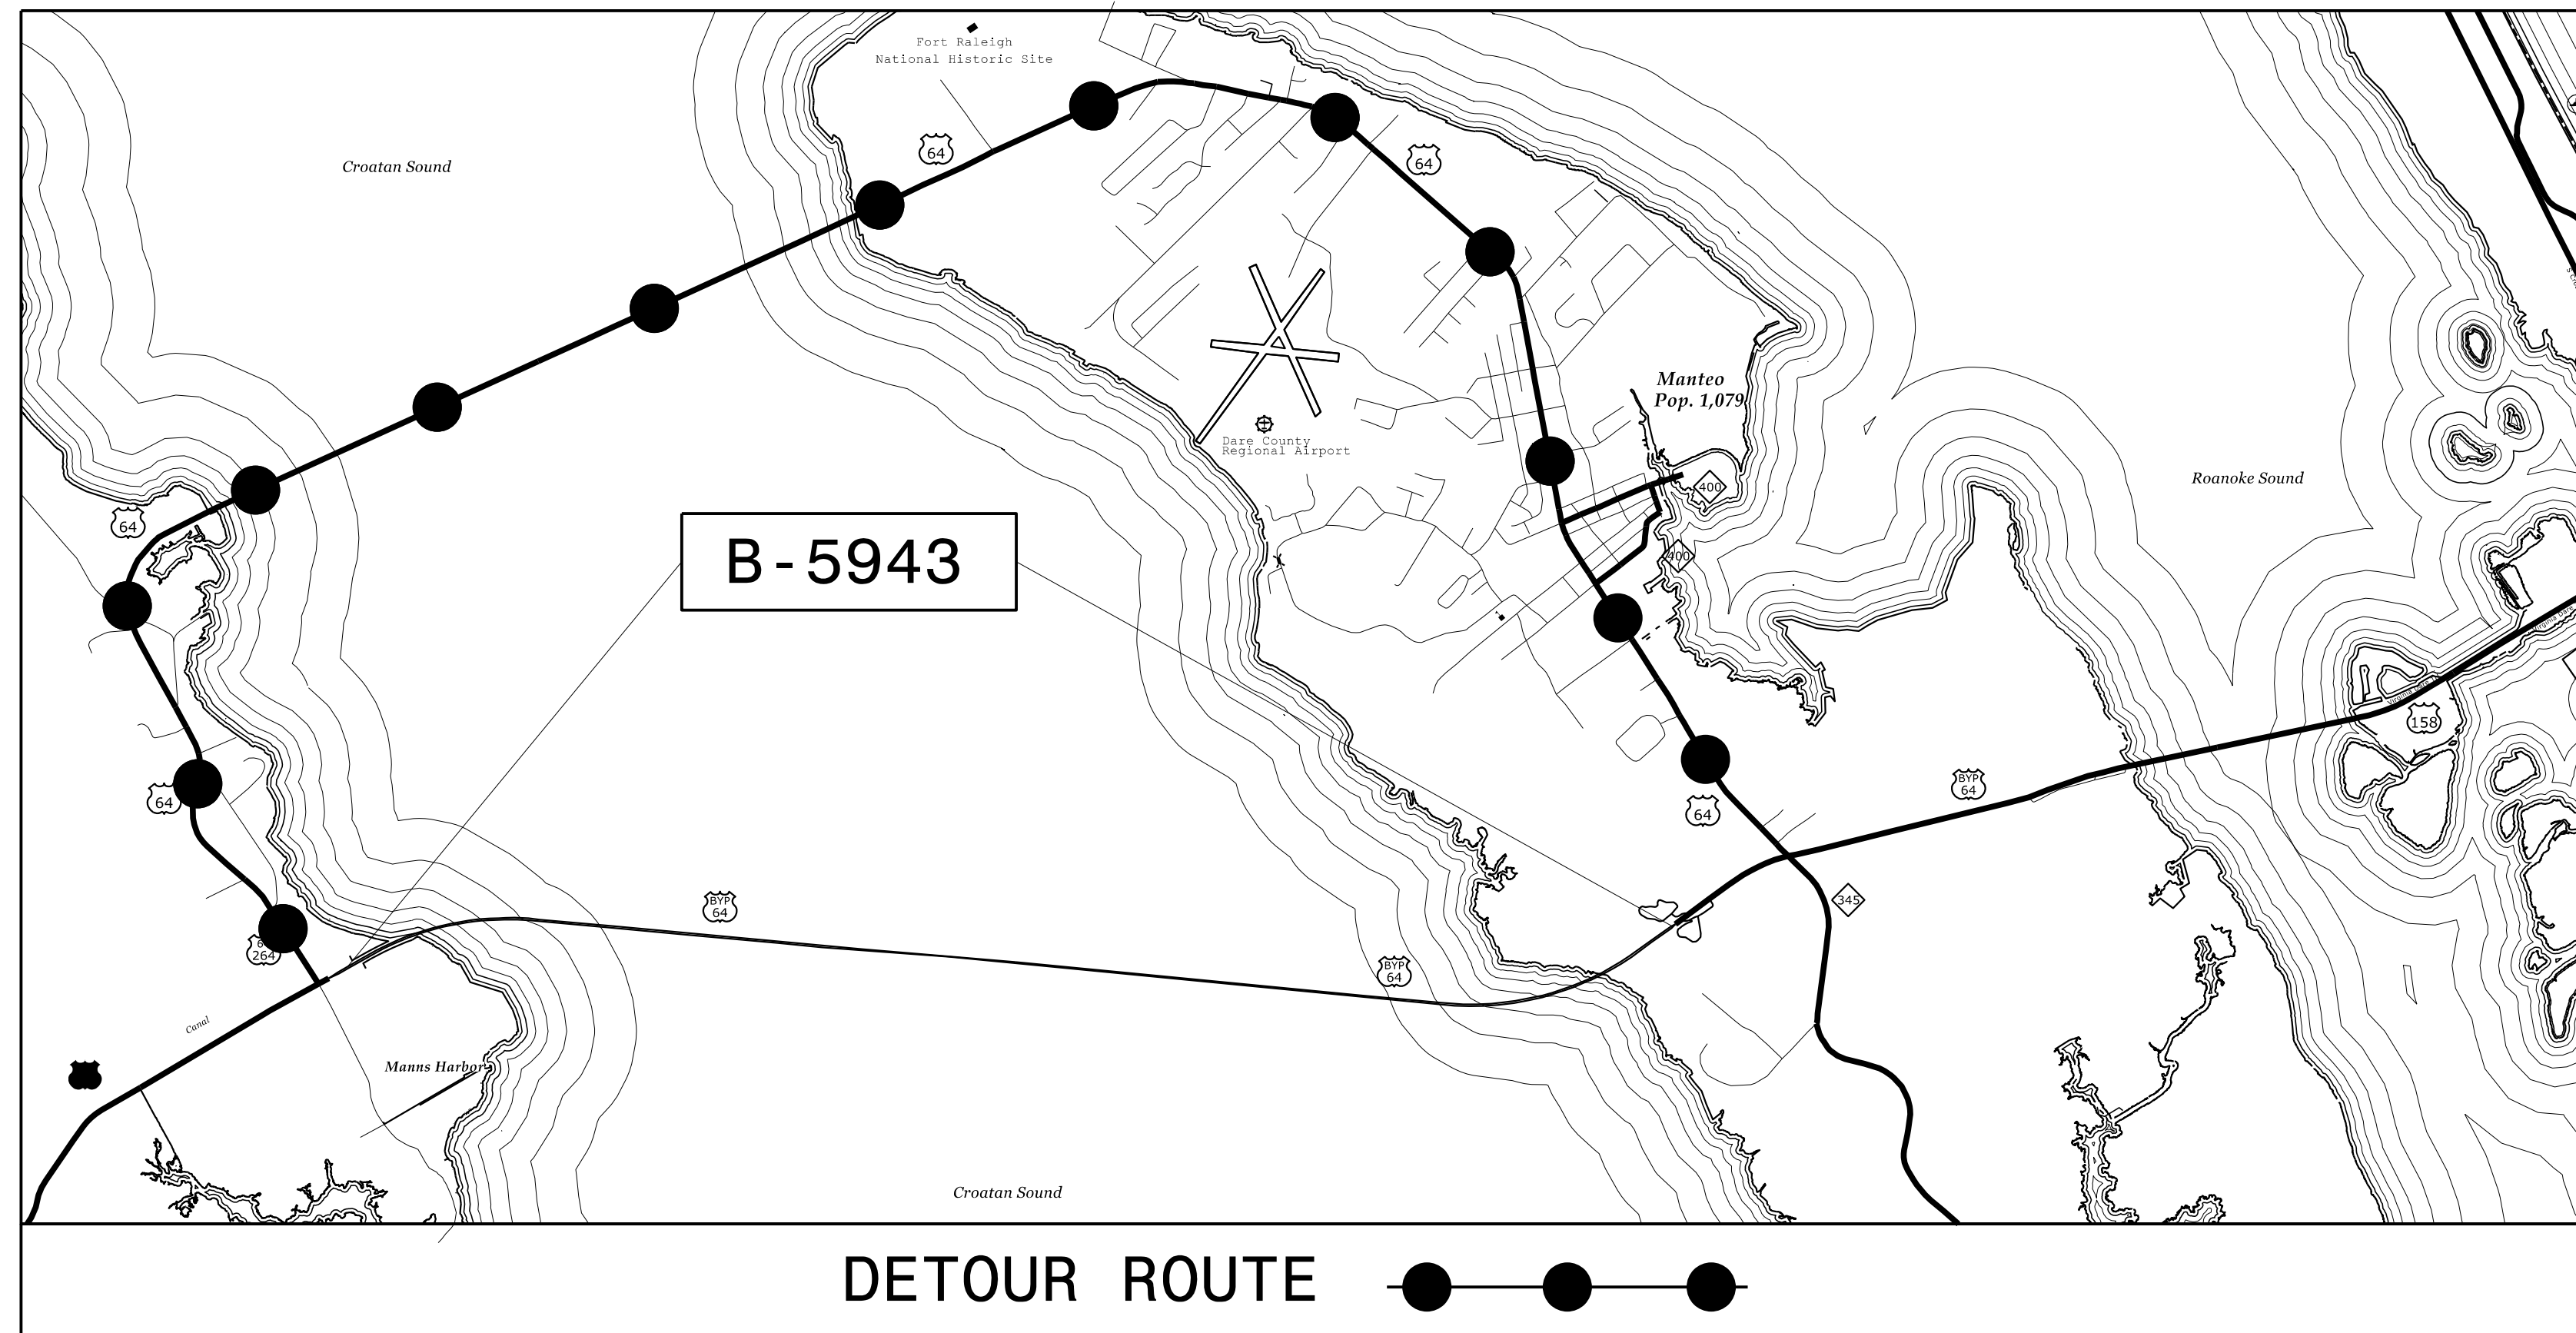 Fort Raleigh
National Historic Site
Croatan Sound
64
64
Manteo
Pop. 1,079
Dare County
Regional Airport
Roanoke Sound
400
64
B-5943
400
158
64
BYP
64
64
345
BYP
64
264
BYP
64
Canal
Manns Harbor
Croatan Sound
DETOUR ROUTE